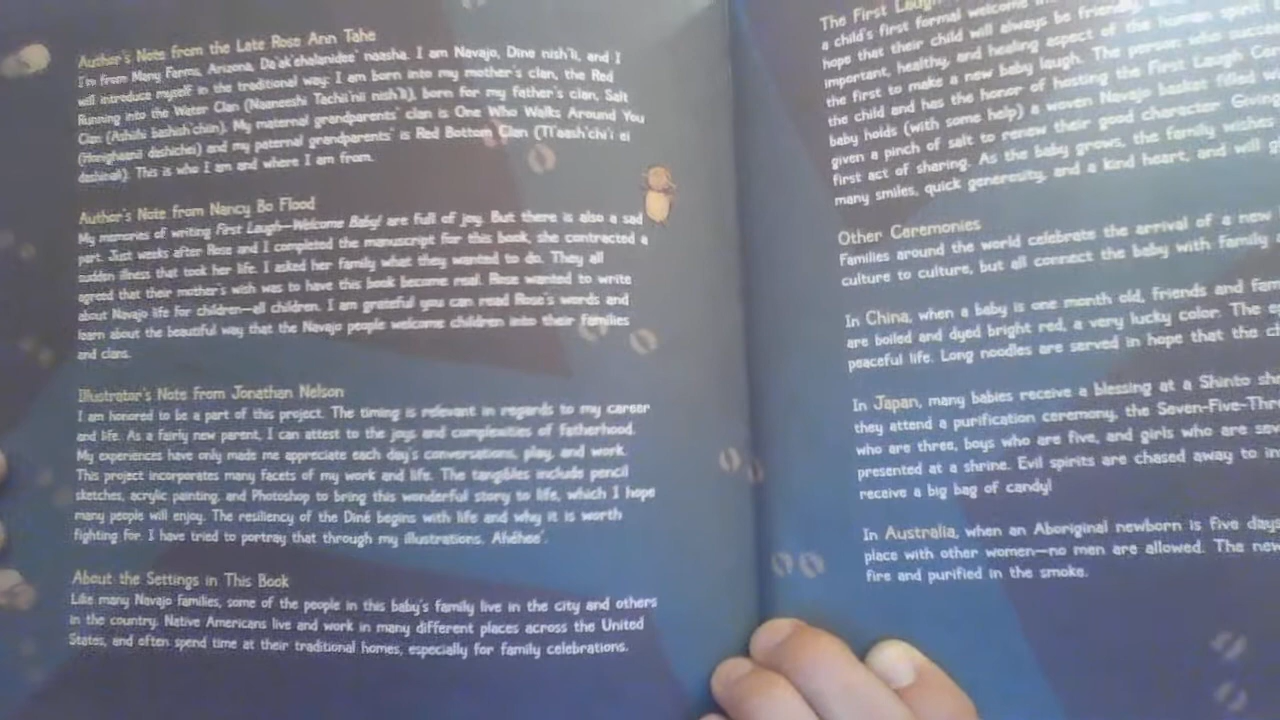 Author's Note from the Late Rose Ann Tahe
I'm from Many Farms, Arizona, Da'ak'ehalanidee' naasha. I am Navajo, Dine nish'li, and I
will introduce myself in the traditional way: I am born into my mother's clan, the Red
Running into the Water Clan (Naaneeshi Tachii'nii nish'li), born for my father's clan, Salt
Clan (Ashiihi bashish'chin). My maternal grandparents' clan is One Who Walks Around You
and my paternal grandparents' is Red Bottom Clan
This is who I am and where I am from.
Author's Note from Nancy Bo Flood
My memories of writing First Laugh—Welcome Baby! are full of joy. But there is also a sad
part. Just weeks after Rose and I completed the manuscript for this book, she contracted a
sudden illness that took her life. I asked her family what they wanted to do. They all
agreed that their mother's wish was to have this book become real. Rose wanted to write
about Navajo life for children—all children. I am grateful you can read Rose's words and
learn about the beautiful way that the Navajo people welcome children into their families
and clans.
Illustrator's Note from Jonathan Nelson
I am honored to be a part of this project. The timing is relevant in regards to my career
and life. As a fairly new parent, I can attest to the joys and complexities of fatherhood.
My experiences have only made me appreciate each day's conversations, play, and work.
This project incorporates many facets of my work and life. The tangibles include pencil
sketches, acrylic painting, and Photoshop to bring this wonderful story to life, which I hope
many people will enjoy. The resiliency of the Diné begins with life and why it is worth
fighting for. I have tried to portray that through my illustrations. Ahéhee'.
About the Settings in This Book
Like many Navajo families, some of the people in this baby's family live in the city and others
in the country. Native Americans live and work in many different places across the United
States, and often spend time at their traditional homes, especially for family celebrations.
The First Laugh
a child's first formal welcome
hope that their child will always be friendly,
important, healthy, and healing aspect of the human spirit
the first to make a new baby laugh. The person who
the child and has the honor of hosting the First Laugh
baby holds (with some help) a woven Navajo basket filled
given a pinch of salt to renew their good character. Giving
first act of sharing. As the baby grows, the family wishes
many smiles, quick generosity, and a kind heart, and will
Other Ceremonies
Families around the world celebrate the arrival of a new
culture to culture, but all connect the baby with family
In China, when a baby is one month old, friends and
are boiled and dyed bright red, a very lucky color. The
peaceful life. Long noodles are served in hope that the
In Japan, many babies receive a blessing at a Shinto
they attend a purification ceremony, the Seven-Five-
who are three, boys who are five, and girls who are
presented at a shrine. Evil spirits are chased away to
receive a big bag of candy!
In Australia, when an Aboriginal newborn is five days
place with other women—no men are allowed. The
fire and purified in the smoke.